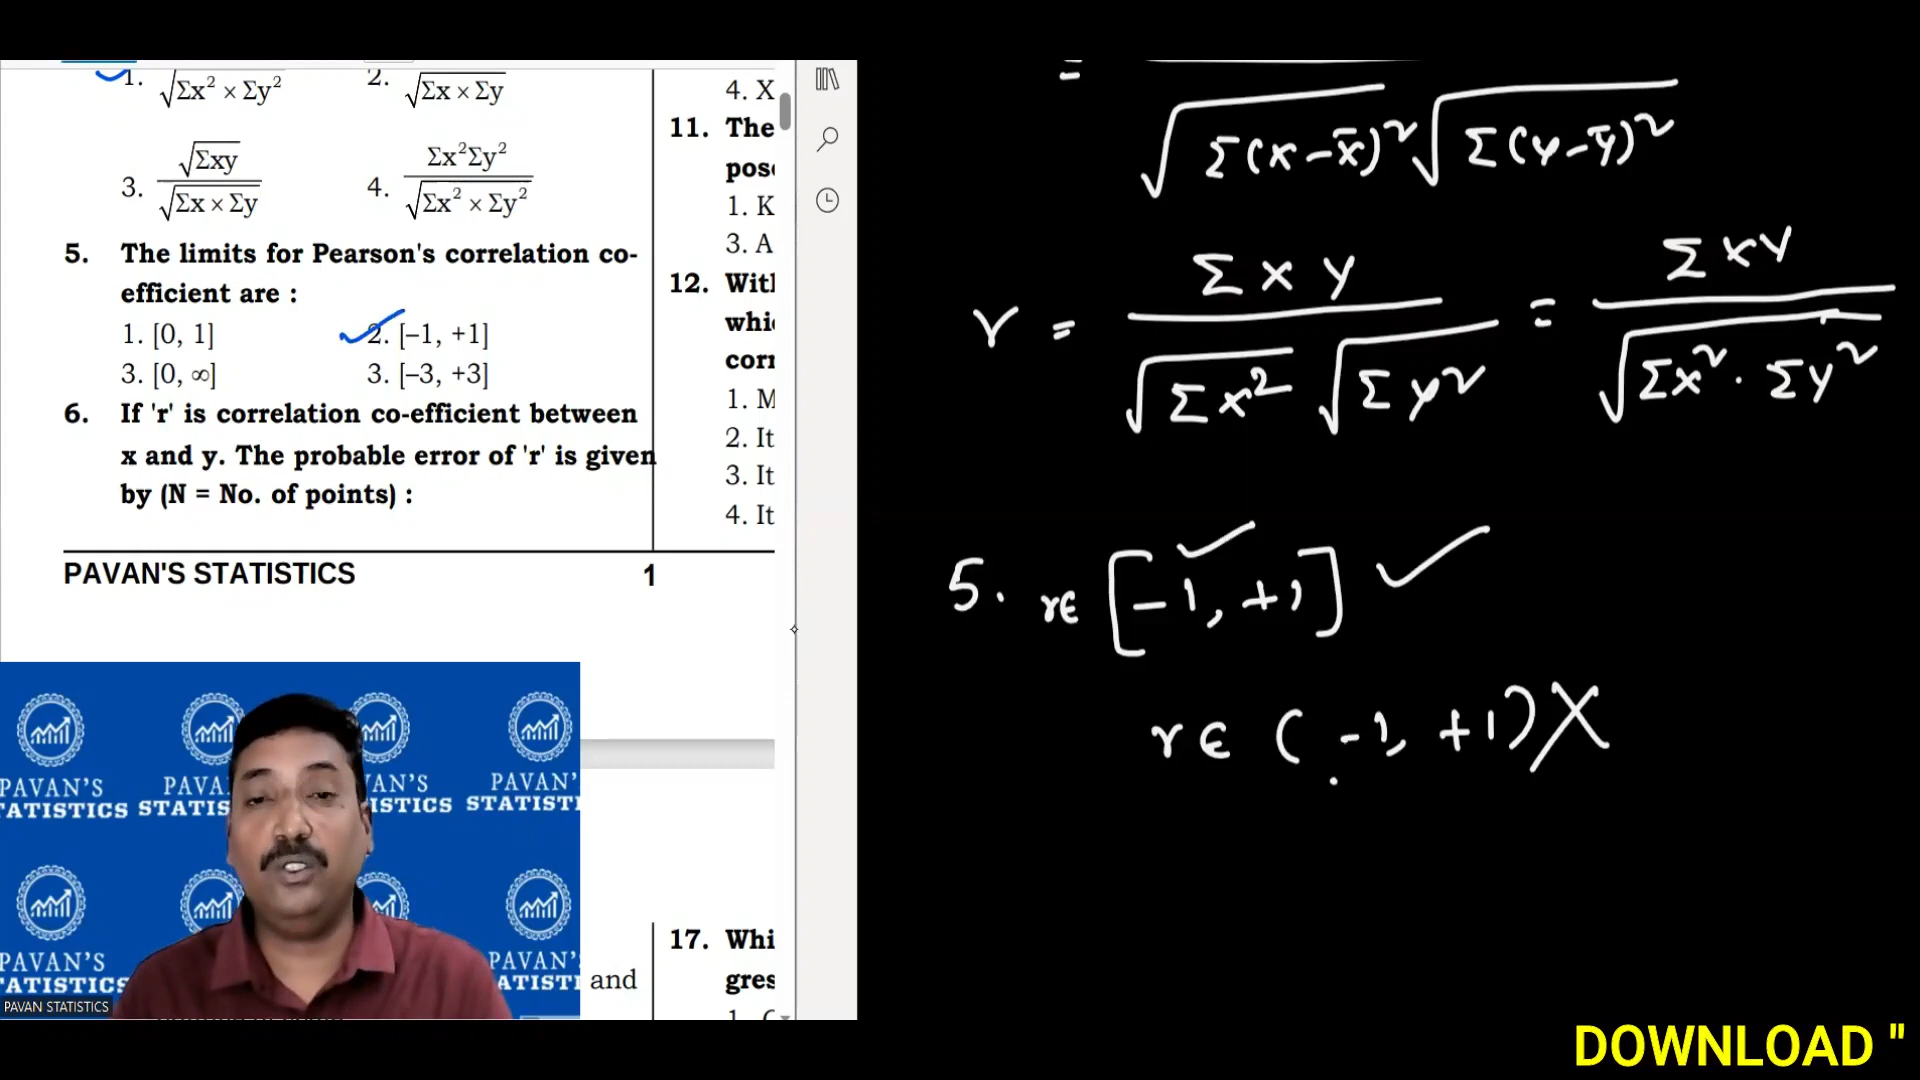 1. √Σx² × Σy²
2. √Σx × Σy
3. √Σxy / √Σx × Σy
4. Σx²Σy² / √Σx² × Σy²
5. The limits for Pearson's correlation co-
efficient are :
1. [0, 1]
2. [–1, +1]
3. [0, ∞]
3. [–3, +3]
6. If 'r' is correlation co-efficient between
x and y. The probable error of 'r' is given
by (N = No. of points) :
PAVAN'S STATISTICS
1
4. X
11. The
1. K
3. A
12.
1. M
2. It
3. It
4. It
and
17. Whi
gres
PAVAN'S
STATISTICS
PAVAN STATISTICS
=
√Σ(x–x̄)² √Σ(y–ȳ)²
r = Σxy / √Σx² √Σy² = Σxy / √Σx² · Σy²
5. r∈ [–1, +1] ✓
r∈ (–1, +1) X
DOWNLOAD "